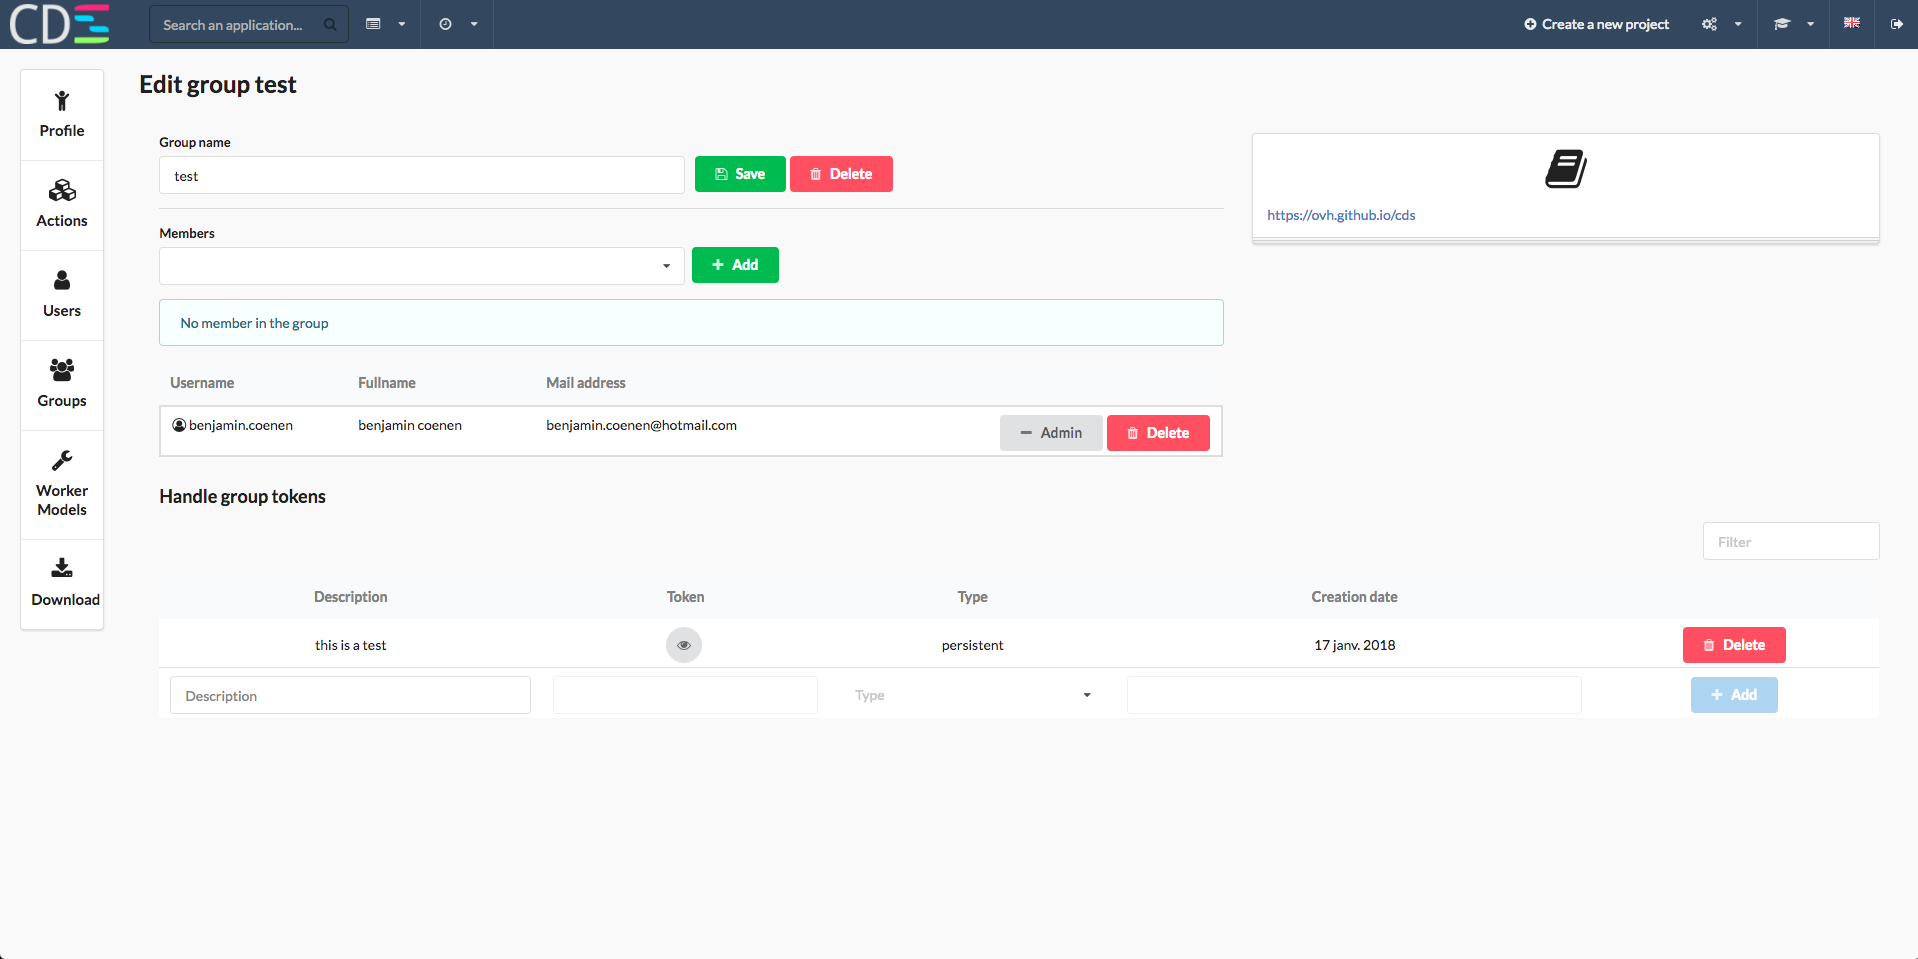 CDS
Search an application...
Create a new project
Profile
Actions
Users
Groups
Worker
Models
Download
Edit group test
Group name
test
Save
Delete
https://ovh.github.io/cds
Members
Add
No member in the group
Username Fullname Mail address
benjamin.coenen benjamin coenen benjamin.coenen@hotmail.com Admin Delete
Handle group tokens
Filter
Description Token Type Creation date
this is a test persistent 17 janv. 2018 Delete
Description Type Add